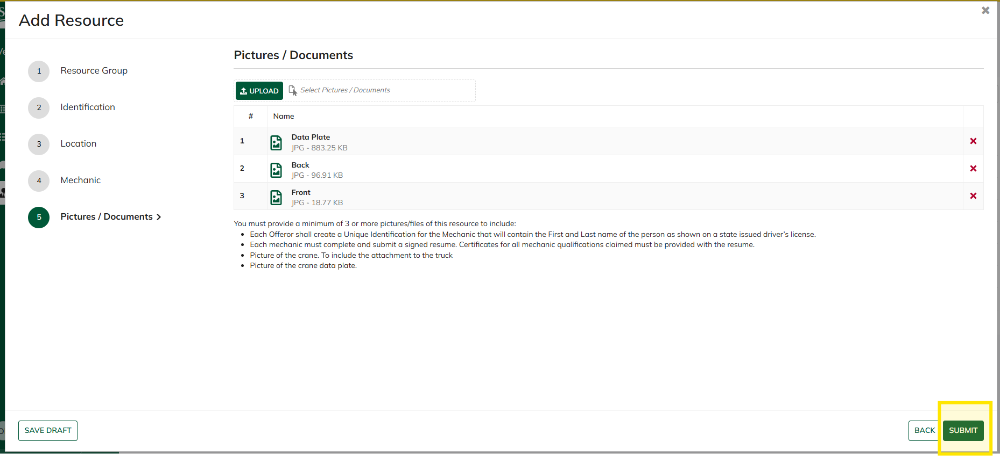 Add Resource
1 Resource Group
2 Identification
3 Location
4 Mechanic
5 Pictures / Documents
Pictures / Documents
UPLOAD Select Pictures / Documents
# Name
1 Data Plate
JPG - 883.25 KB
2 Back
JPG - 96.91 KB
3 Front
JPG - 18.77 KB
You must provide a minimum of 3 or more pictures/files of this resource to include:
• Each Offeror shall create a Unique Identification for the Mechanic that will contain the First and Last name of the person as shown on a state issued driver's license.
• Each mechanic must complete and submit a signed resume. Certificates for all mechanic qualifications claimed must be provided with the resume.
• Picture of the crane. To include the attachment to the truck
• Picture of the crane data plate.
SAVE DRAFT BACK SUBMIT